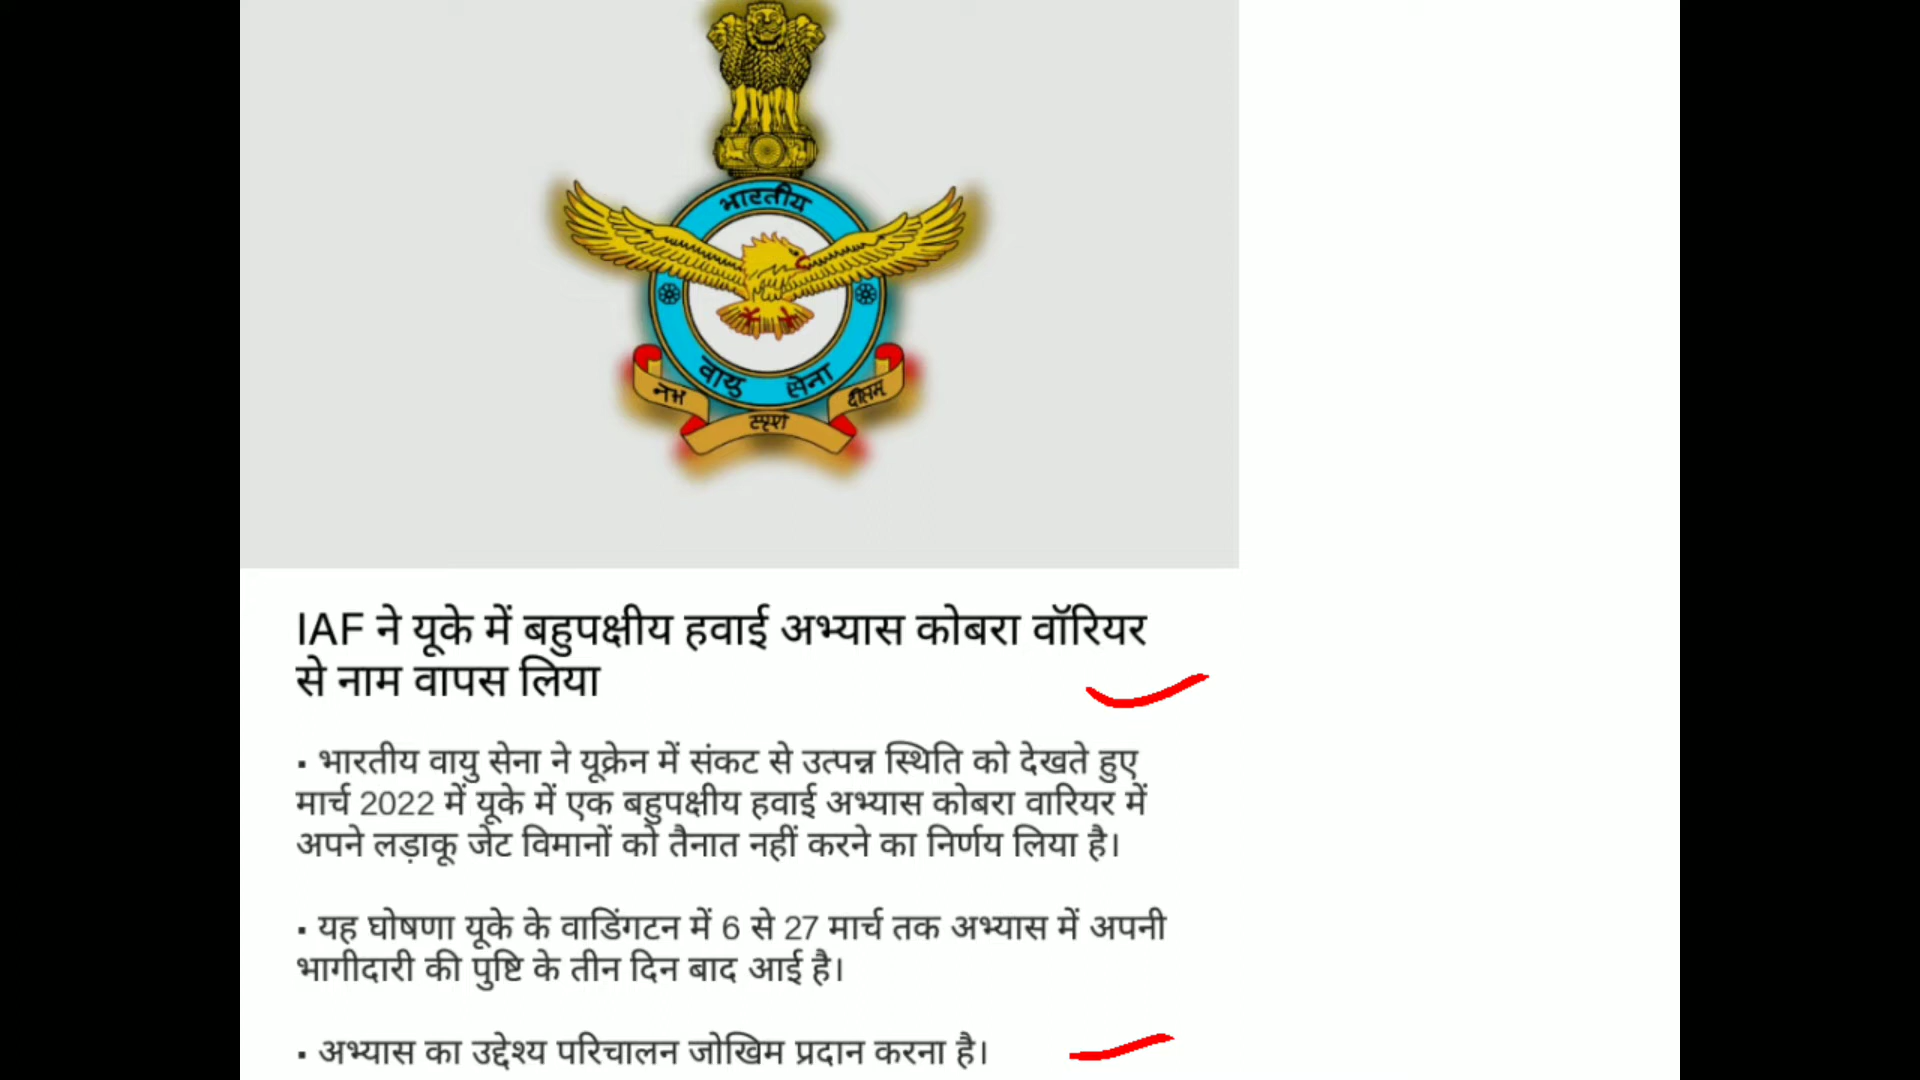 भारतीय
वायु सेना
नभ स्पृशं दीप्तम्
IAF ने यूके में बहुपक्षीय हवाई अभ्यास कोबरा वॉरियर
से नाम वापस लिया
▪ भारतीय वायु सेना ने यूक्रेन में संकट से उत्पन्न स्थिति को देखते हुए
मार्च 2022 में यूके में एक बहुपक्षीय हवाई अभ्यास कोबरा वारियर में
अपने लड़ाकू जेट विमानों को तैनात नहीं करने का निर्णय लिया है।
▪ यह घोषणा यूके के वाडिंगटन में 6 से 27 मार्च तक अभ्यास में अपनी
भागीदारी की पुष्टि के तीन दिन बाद आई है।
▪ अभ्यास का उद्देश्य परिचालन जोखिम प्रदान करना है।